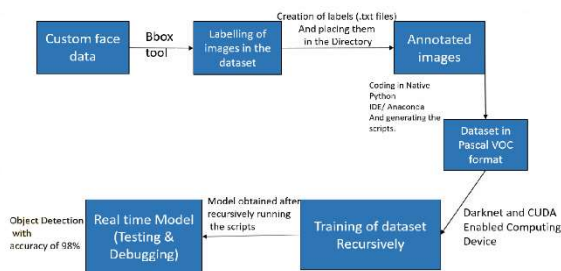 Custom face
data
Bbox
tool
Labelling of
images in the
dataset
Creation of labels (.txt files)
And placing them
in the Directory
Annotated
images
Coding in Native
Python
IDE/ Anaconda
And generating the
scripts.
Dataset in
Pascal VOC
format
Darknet and CUDA
Enabled Computing
Device
Training of dataset
Recursively
Model obtained after
recursively running
the scripts
Real time Model
(Testing &
Debugging)
Object Detection
with
accuracy of 98%